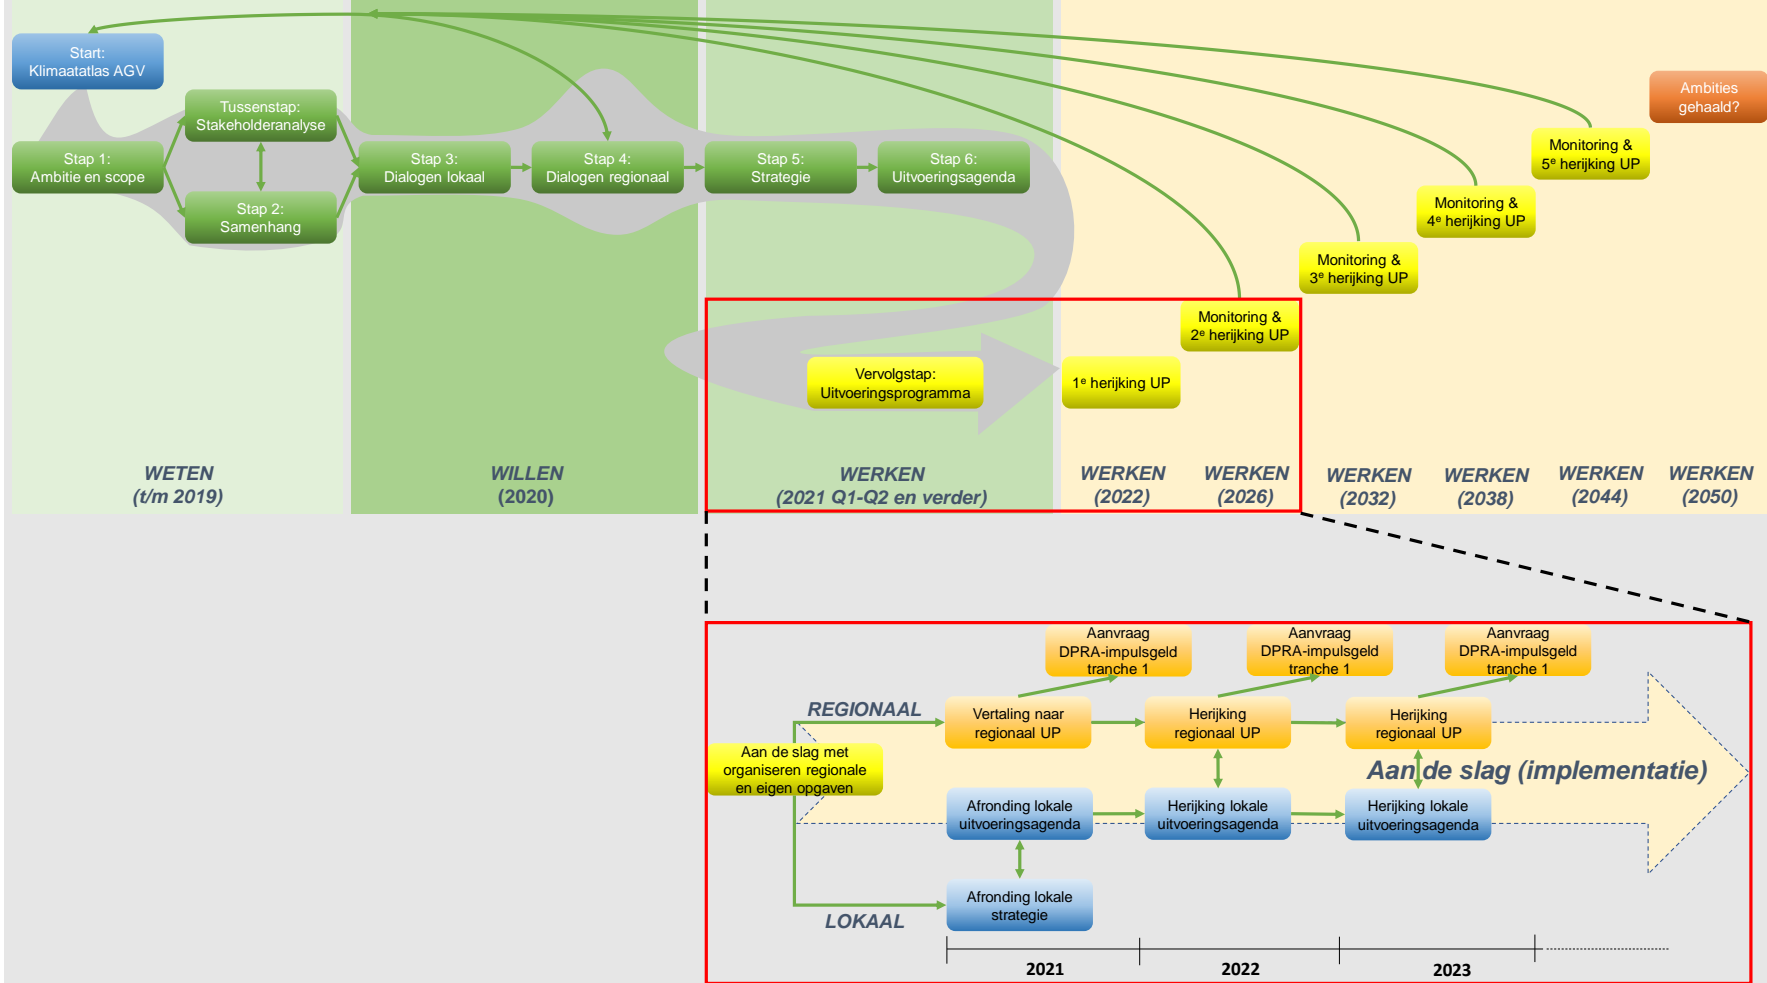 Start:
Klimaatatlas AGV
Stap 1:
Ambitie en scope
Tussenstap:
Stakeholderanalyse
Stap 2:
Samenhang
Stap 3:
Dialogen lokaal
Stap 4:
Dialogen regionaal
Stap 5:
Strategie
Stap 6:
Uitvoeringsagenda
Vervolgstap:
Uitvoeringsprogramma
1e herijking UP
Monitoring &
2e herijking UP
Monitoring &
3e herijking UP
Monitoring &
4e herijking UP
Monitoring &
5e herijking UP
Ambities
gehaald?
WETEN
(t/m 2019)
WILLEN
(2020)
WERKEN
(2021 Q1-Q2 en verder)
WERKEN
(2022)
WERKEN
(2026)
WERKEN
(2032)
WERKEN
(2038)
WERKEN
(2044)
WERKEN
(2050)
Aanvraag
DPRA-impulsgeld
tranche 1
Aanvraag
DPRA-impulsgeld
tranche 1
Aanvraag
DPRA-impulsgeld
tranche 1
REGIONAAL
Vertaling naar
regionaal UP
Herijking
regionaal UP
Herijking
regionaal UP
Aan de slag met
organiseren regionale
en eigen opgaven
Aan de slag (implementatie)
Afronding lokale
uitvoeringsagenda
Herijking lokale
uitvoeringsagenda
Herijking lokale
uitvoeringsagenda
Afronding lokale
strategie
LOKAAL
2021
2022
2023